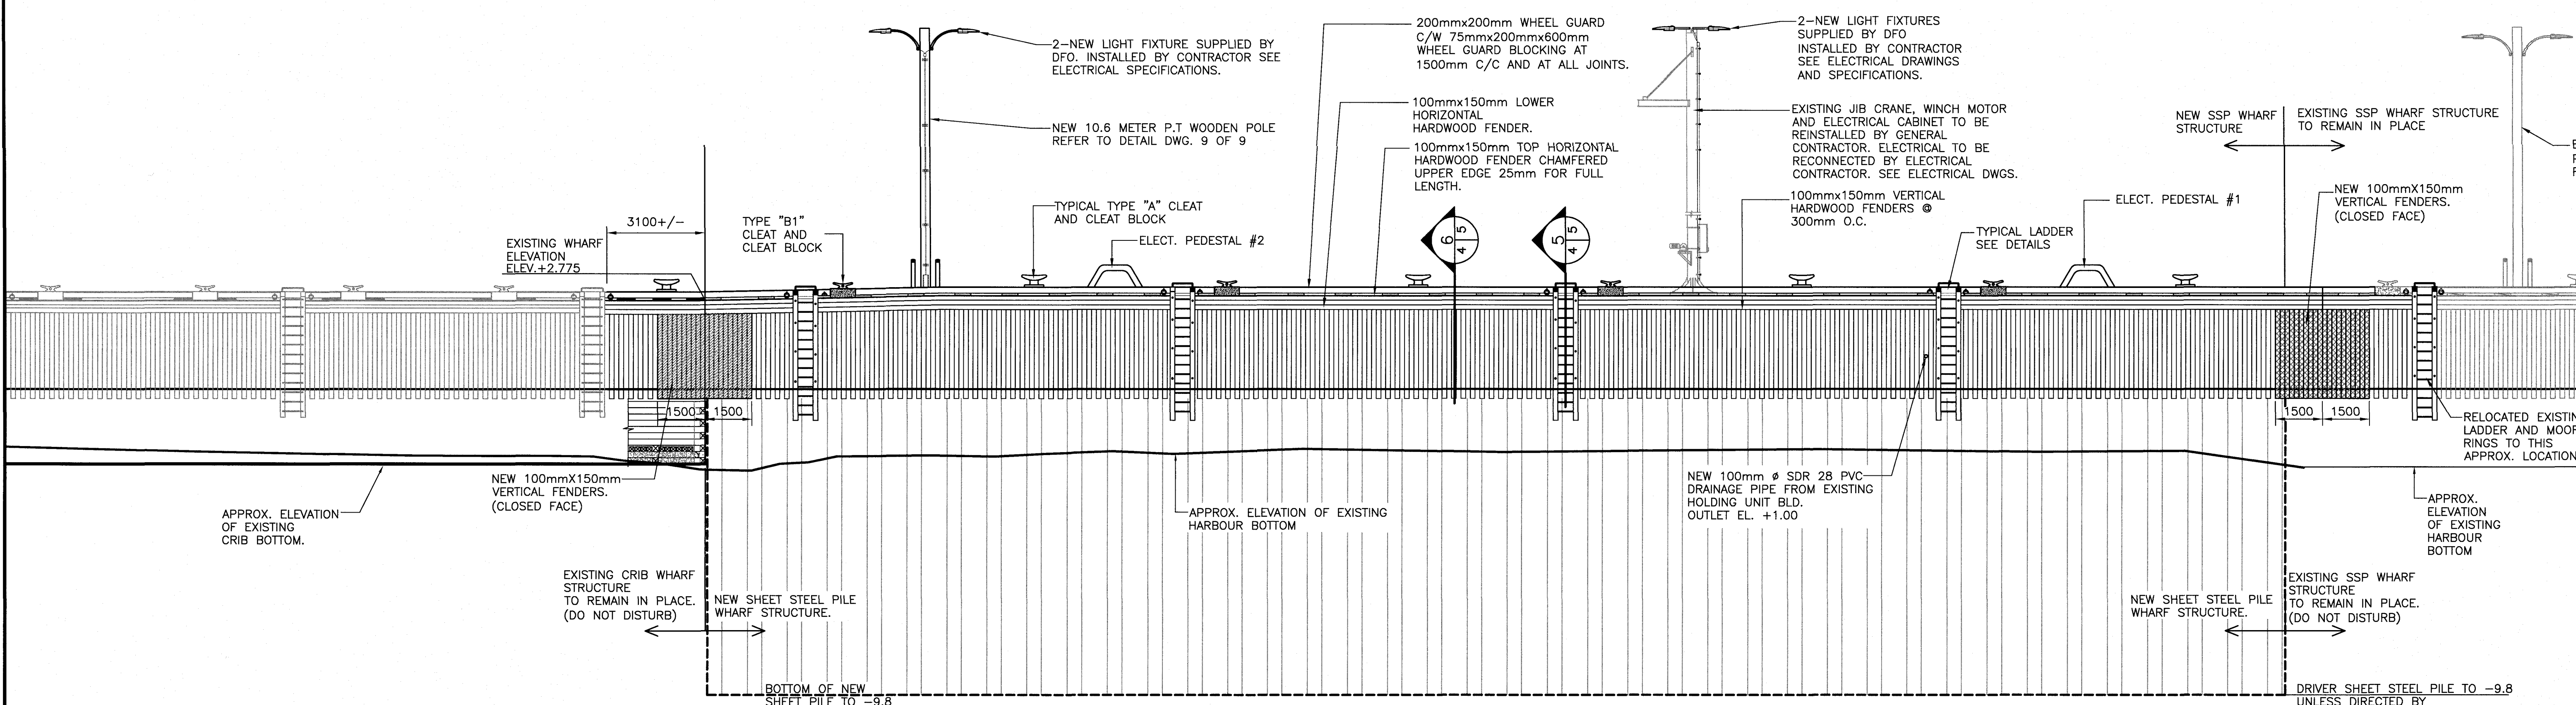 2-NEW LIGHT FIXTURE SUPPLIED BY
DFO. INSTALLED BY CONTRACTOR SEE
ELECTRICAL SPECIFICATIONS.
NEW 10.6 METER P.T WOODEN POLE
REFER TO DETAIL DWG. 9 OF 9
200mmx200mm WHEEL GUARD
C/W 75mmx200mmx600mm
WHEEL GUARD BLOCKING AT
1500mm C/C AND AT ALL JOINTS.
100mmx150mm LOWER
HORIZONTAL
HARDWOOD FENDER.
100mmx150mm TOP HORIZONTAL
HARDWOOD FENDER CHAMFERED
UPPER EDGE 25mm FOR FULL
LENGTH.
2-NEW LIGHT FIXTURES
SUPPLIED BY DFO
INSTALLED BY CONTRACTOR
SEE ELECTRICAL DRAWINGS
AND SPECIFICATIONS.
EXISTING JIB CRANE, WINCH MOTOR
AND ELECTRICAL CABINET TO BE
REINSTALLED BY GENERAL
CONTRACTOR. ELECTRICAL TO BE
RECONNECTED BY ELECTRICAL
CONTRACTOR. SEE ELECTRICAL DWGS.
100mmx150mm VERTICAL
HARDWOOD FENDERS @
300mm O.C.
NEW SSP WHARF
STRUCTURE
EXISTING SSP WHARF STRUCTURE
TO REMAIN IN PLACE
NEW 100mmX150mm
VERTICAL FENDERS.
(CLOSED FACE)
ELECT. PEDESTAL #1
TYPICAL LADDER
SEE DETAILS
3100+/-
EXISTING WHARF
ELEVATION
ELEV.+2.775
TYPE "B1"
CLEAT AND
CLEAT BLOCK
TYPICAL TYPE "A" CLEAT
AND CLEAT BLOCK
ELECT. PEDESTAL #2
6
4
5
5
4
5
1500
1500
1500
1500
NEW 100mmX150mm
VERTICAL FENDERS.
(CLOSED FACE)
APPROX. ELEVATION
OF EXISTING
CRIB BOTTOM.
APPROX. ELEVATION OF EXISTING
HARBOUR BOTTOM
NEW 100mm ø SDR 28 PVC
DRAINAGE PIPE FROM EXISTING
HOLDING UNIT BLD.
OUTLET EL. +1.00
RELOCATED EXISTIN
LADDER AND MOOR
RINGS TO THIS
APPROX. LOCATION
APPROX.
ELEVATION
OF EXISTING
HARBOUR
BOTTOM
EXISTING CRIB WHARF
STRUCTURE
TO REMAIN IN PLACE.
(DO NOT DISTURB)
NEW SHEET STEEL PILE
WHARF STRUCTURE.
NEW SHEET STEEL PILE
WHARF STRUCTURE.
EXISTING SSP WHARF
STRUCTURE
TO REMAIN IN PLACE.
(DO NOT DISTURB)
BOTTOM OF NEW
SHEET PILE TO -9.8
DRIVER SHEET STEEL PILE TO -9.8
UNLESS DIRECTED BY